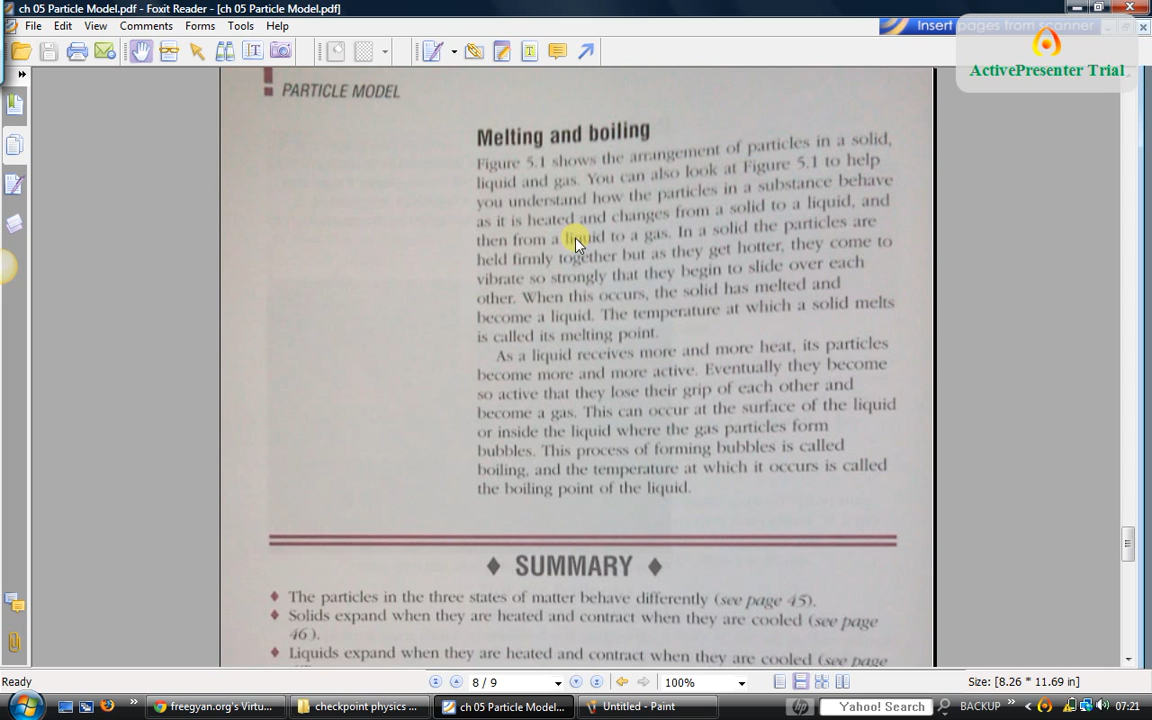 ch 05 Particle Model.pdf - Foxit Reader - [ch 05 Particle Model.pdf]
File Edit View Comments Forms Tools Help
Insert pages from scanner
ActivePresenter Trial
PARTICLE MODEL
Melting and boiling
Figure 5.1 shows the arrangement of particles in a solid,
liquid and gas. You can also look at Figure 5.1 to help
you understand how the particles in a substance behave
as it is heated and changes from a solid to a liquid, and
then from a liquid to a gas. In a solid the particles are
held firmly together but as they get hotter, they come to
vibrate so strongly that they begin to slide over each
other. When this occurs, the solid has melted and
become a liquid. The temperature at which a solid melts
is called its melting point.
As a liquid receives more and more heat, its particles
become more and more active. Eventually they become
so active that they lose their grip of each other and
become a gas. This can occur at the surface of the liquid
or inside the liquid where the gas particles form
bubbles. This process of forming bubbles is called
boiling, and the temperature at which it occurs is called
the boiling point of the liquid.
SUMMARY
The particles in the three states of matter behave differently (see page 45).
Solids expand when they are heated and contract when they are cooled (see page
46).
Liquids expand when they are heated and contract when they are cooled (see page
Ready 8 / 9 100% Size: [8.26 * 11.69 in]
freegyan.org's Virtu... checkpoint physics ... ch 05 Particle Model... Untitled - Paint Yahoo! Search BACKUP 07:21